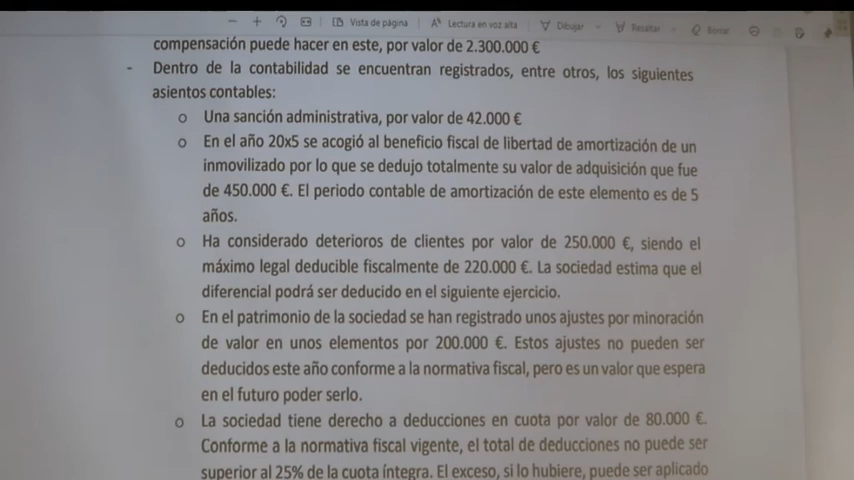 Vista de página
Lectura en voz alta
Dibujar
Resaltar
Borrar
compensación puede hacer en este, por valor de 2.300.000 €
- Dentro de la contabilidad se encuentran registrados, entre otros, los siguientes
asientos contables:
o Una sanción administrativa, por valor de 42.000 €
o En el año 20x5 se acogió al beneficio fiscal de libertad de amortización de un
inmovilizado por lo que se dedujo totalmente su valor de adquisición que fue
de 450.000 €. El periodo contable de amortización de este elemento es de 5
años.
o Ha considerado deterioros de clientes por valor de 250.000 €, siendo el
máximo legal deducible fiscalmente de 220.000 €. La sociedad estima que el
diferencial podrá ser deducido en el siguiente ejercicio.
o En el patrimonio de la sociedad se han registrado unos ajustes por minoración
de valor en unos elementos por 200.000 €. Estos ajustes no pueden ser
deducidos este año conforme a la normativa fiscal, pero es un valor que espera
en el futuro poder serlo.
o La sociedad tiene derecho a deducciones en cuota por valor de 80.000 €.
Conforme a la normativa fiscal vigente, el total de deducciones no puede ser
superior al 25% de la cuota íntegra. El exceso, si lo hubiere, puede ser aplicado